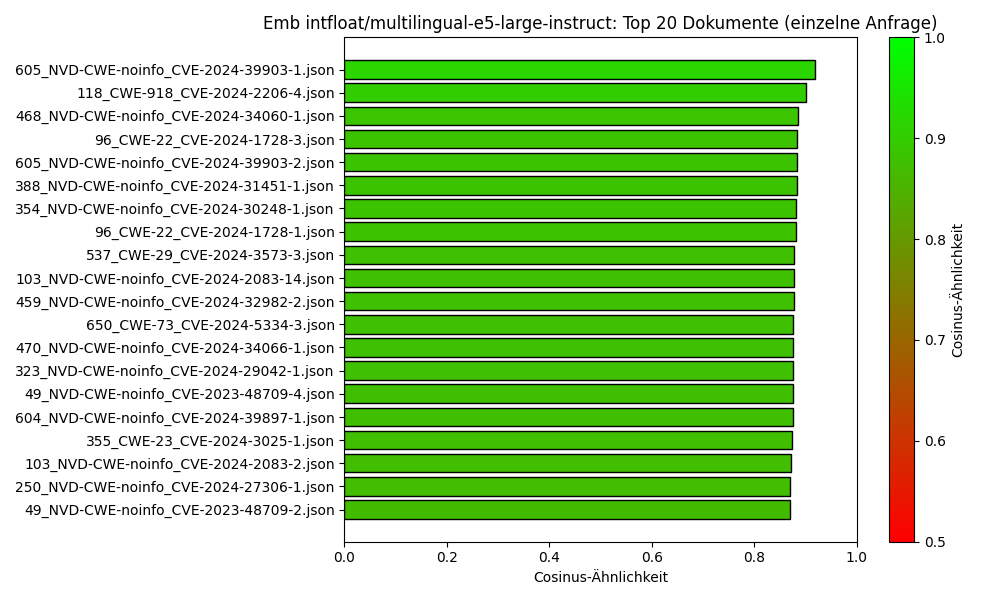 Emb intfloat/multilingual-e5-large-instruct: Top 20 Dokumente (einzelne Anfrage)
605_NVD-CWE-noinfo_CVE-2024-39903-1.json
118_CWE-918_CVE-2024-2206-4.json
468_NVD-CWE-noinfo_CVE-2024-34060-1.json
96_CWE-22_CVE-2024-1728-3.json
605_NVD-CWE-noinfo_CVE-2024-39903-2.json
388_NVD-CWE-noinfo_CVE-2024-31451-1.json
354_NVD-CWE-noinfo_CVE-2024-30248-1.json
96_CWE-22_CVE-2024-1728-1.json
537_CWE-29_CVE-2024-3573-3.json
103_NVD-CWE-noinfo_CVE-2024-2083-14.json
459_NVD-CWE-noinfo_CVE-2024-32982-2.json
650_CWE-73_CVE-2024-5334-3.json
470_NVD-CWE-noinfo_CVE-2024-34066-1.json
323_NVD-CWE-noinfo_CVE-2024-29042-1.json
49_NVD-CWE-noinfo_CVE-2023-48709-4.json
604_NVD-CWE-noinfo_CVE-2024-39897-1.json
355_CWE-23_CVE-2024-3025-1.json
103_NVD-CWE-noinfo_CVE-2024-2083-2.json
250_NVD-CWE-noinfo_CVE-2024-27306-1.json
49_NVD-CWE-noinfo_CVE-2023-48709-2.json
0.0 0.2 0.4 0.6 0.8 1.0
Cosinus-Ähnlichkeit
1.0
0.9
0.8
0.7
0.6
0.5
Cosinus-Ähnlichkeit